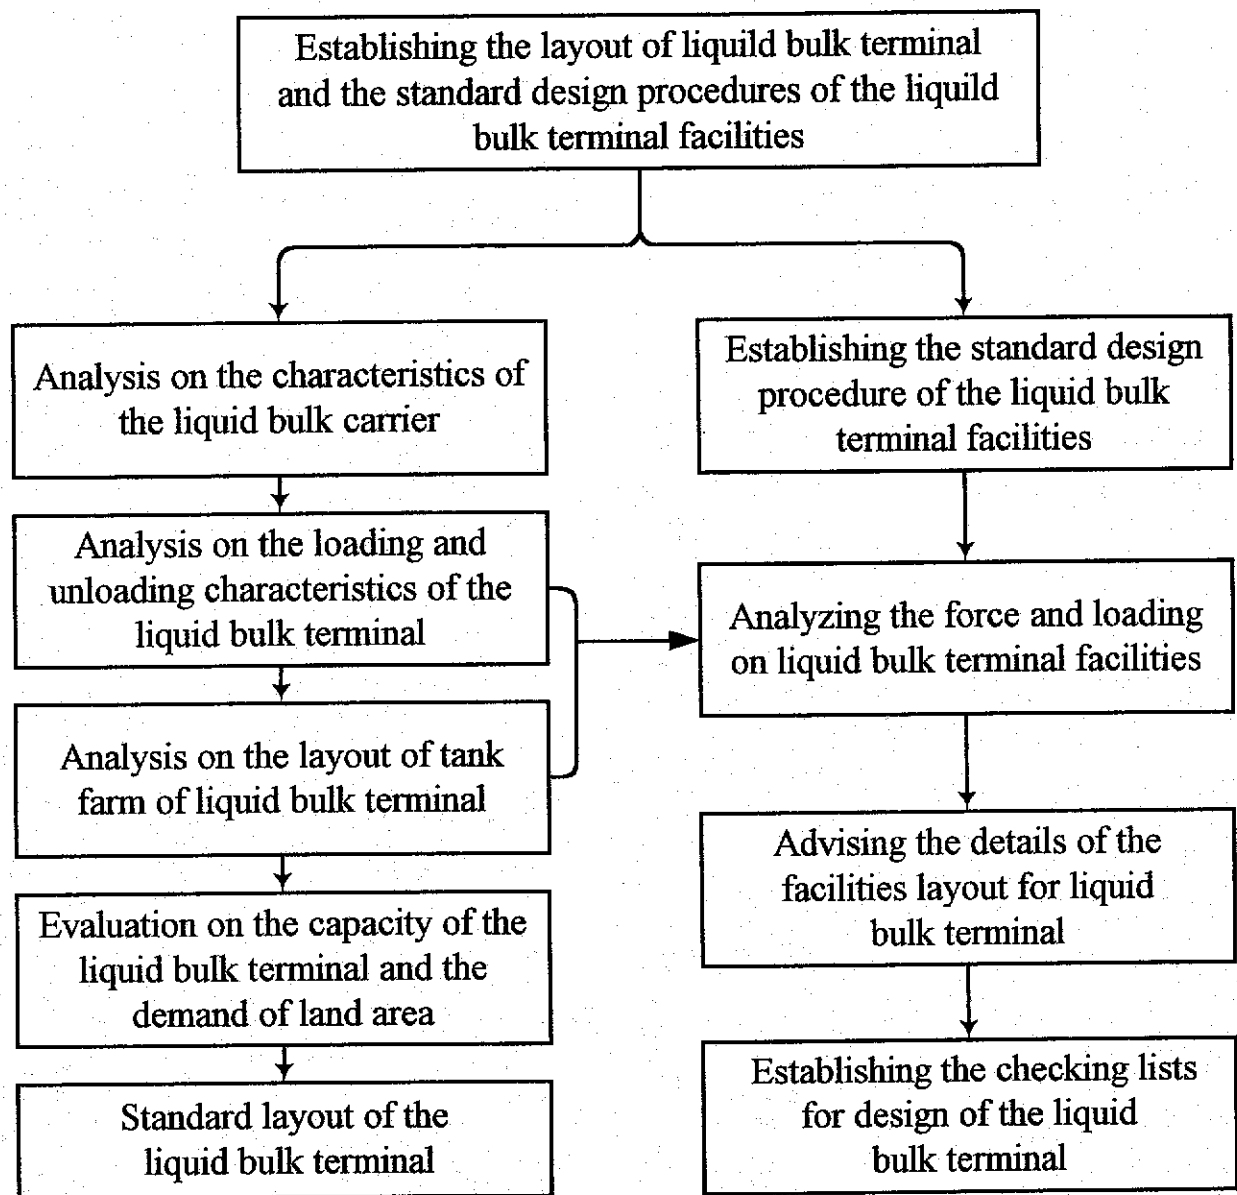 Establishing the layout of liquild bulk terminal
and the standard design procedures of the liquild
bulk terminal facilities
Analysis on the characteristics of
the liquid bulk carrier
Analysis on the loading and
unloading characteristics of the
liquid bulk terminal
Analysis on the layout of tank
farm of liquid bulk terminal
Evaluation on the capacity of the
liquid bulk terminal and the
demand of land area
Standard layout of the
liquid bulk terminal
Establishing the standard design
procedure of the liquid bulk
terminal facilities
Analyzing the force and loading
on liquid bulk terminal facilities
Advising the details of the
facilities layout for liquid
bulk terminal
Establishing the checking lists
for design of the liquid
bulk terminal